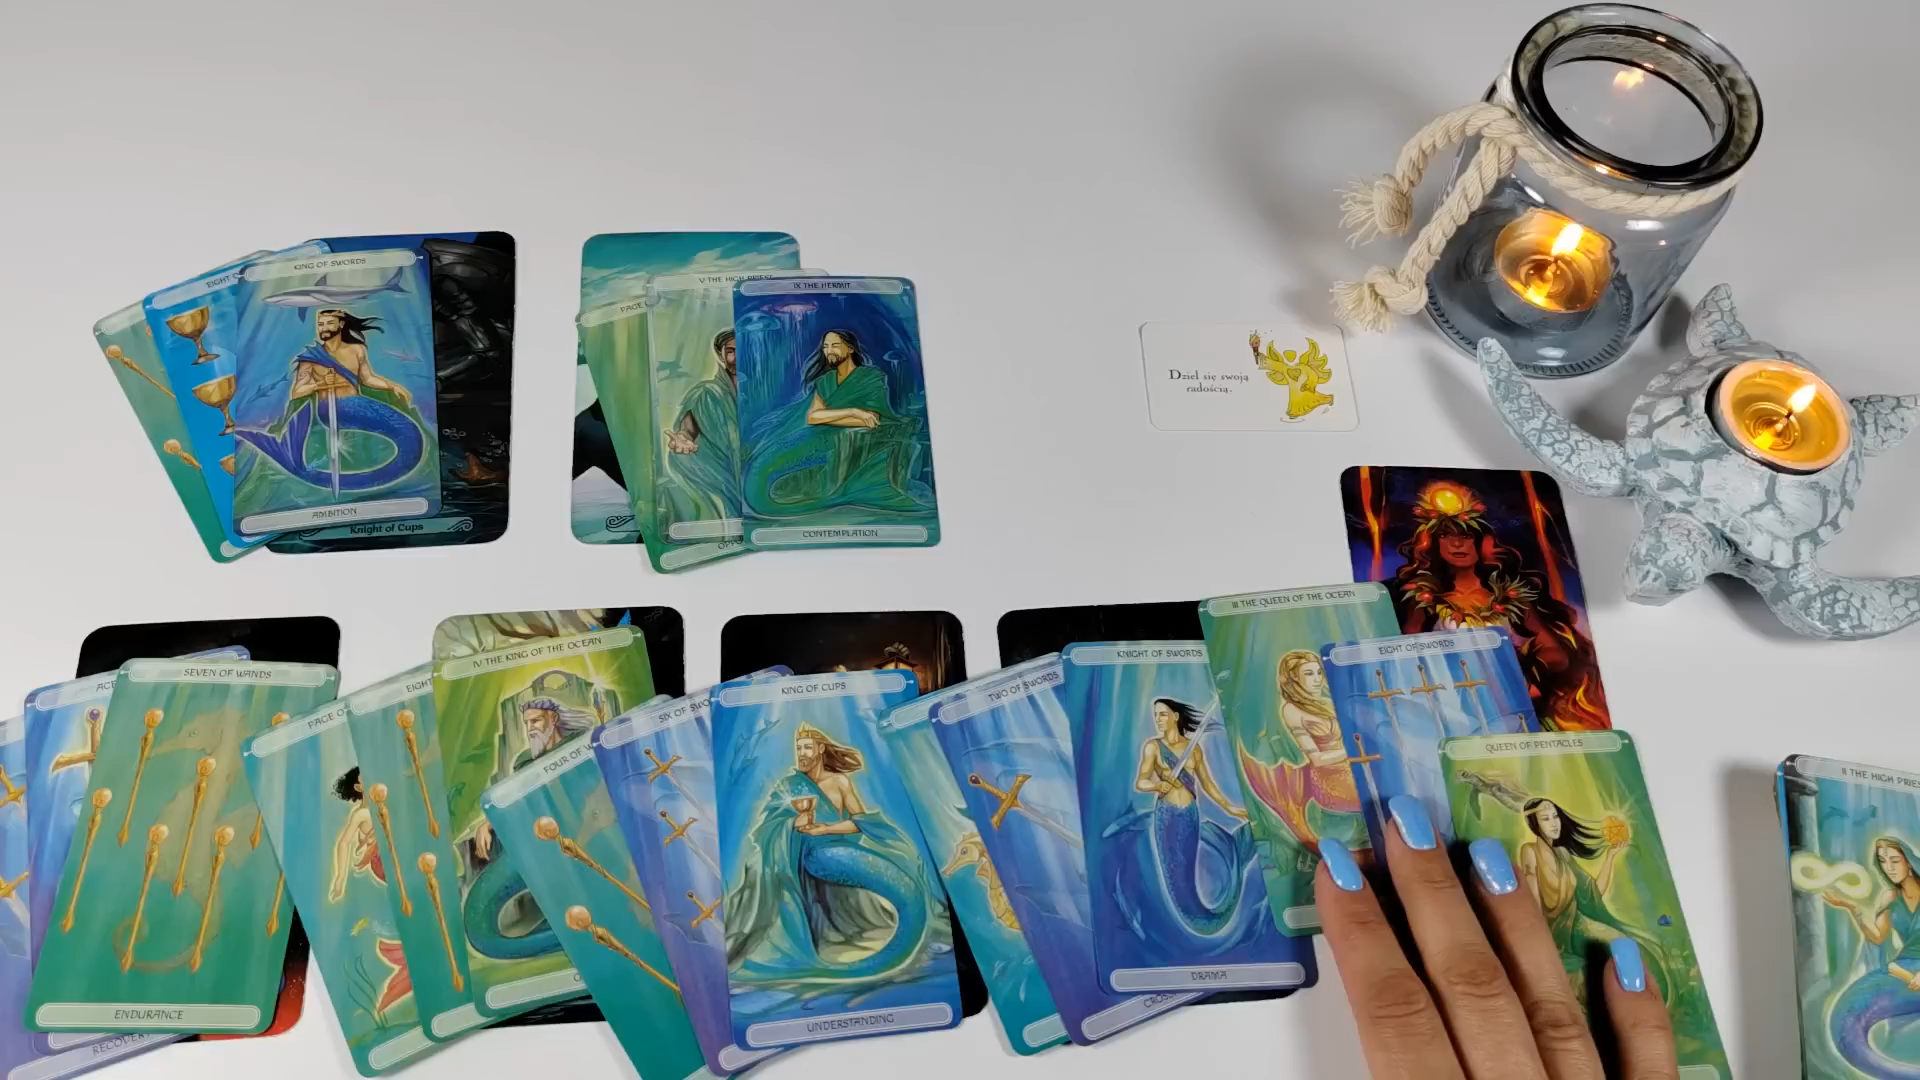 EIGHT
KING OF SWORDS
AMBITION
Knight of Cups
PAGE
V THE HIGH PRIEST
IX THE HERMIT
CONTEMPLATION
Dziel się swoją
radością.
SEVEN OF WANDS
ENDURANCE
RECOVERY
PAGE
EIGHT
IV THE KING OF THE OCEAN
FOUR OF
SIX OF
KING OF CUPS
UNDERSTANDING
TWO OF SWORDS
KNIGHT OF SWORDS
DRAMA
III THE QUEEN OF THE OCEAN
EIGHT OF SWORDS
QUEEN OF PENTACLES
II THE HIGH